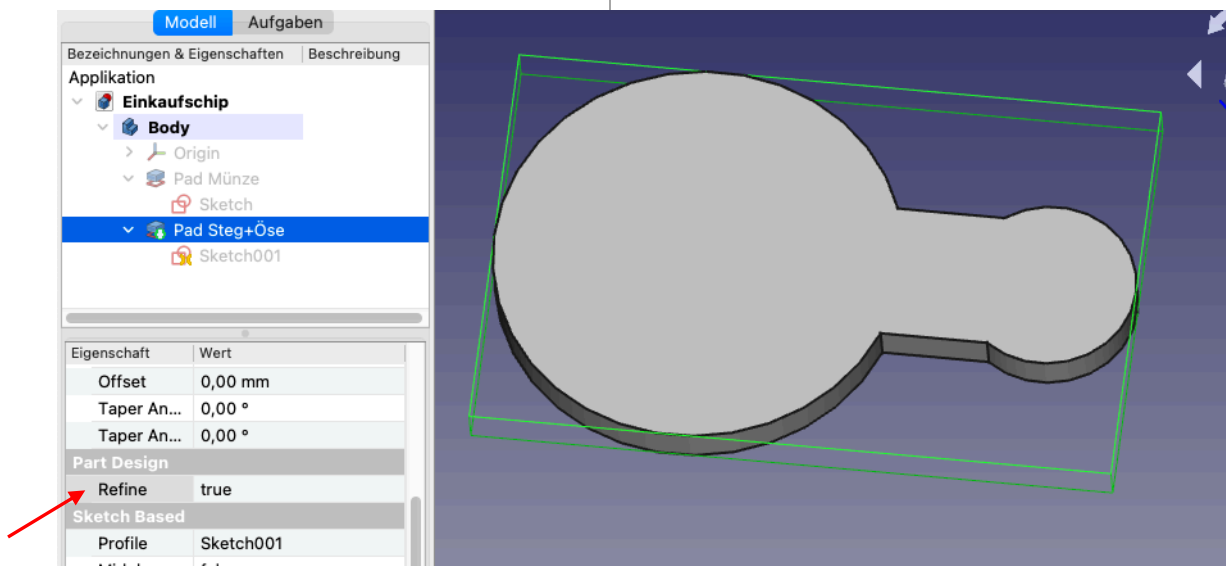 Modell Aufgaben
Bezeichnungen & Eigenschaften Beschreibung
Applikation
Einkaufschip
Body
Origin
Pad Münze
Sketch
Pad Steg+Öse
Sketch001
Eigenschaft Wert
Offset 0,00 mm
Taper An... 0,00 °
Taper An... 0,00 °
Part Design
Refine true
Sketch Based
Profile Sketch001